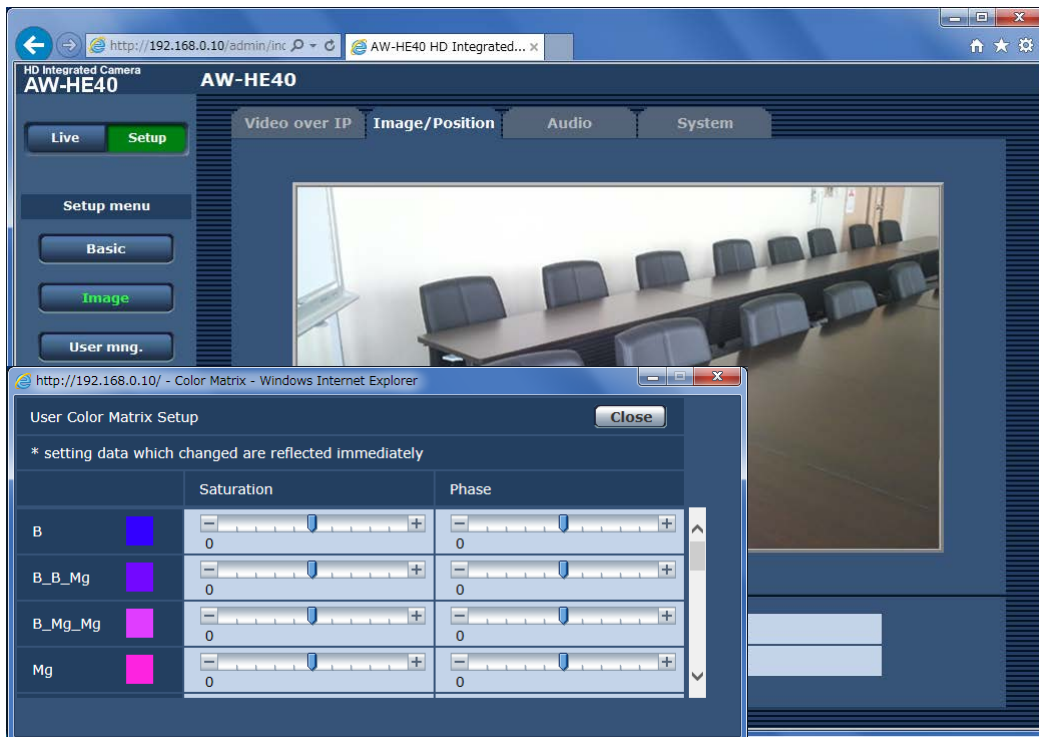 http://192.168.0.10/admin/inc
AW-HE40 HD Integrated...
HD Integrated Camera
AW-HE40
AW-HE40
Live
Setup
Video over IP
Image/Position
Audio
System
Setup menu
Basic
Image
User mng.
http://192.168.0.10/ - Color Matrix - Windows Internet Explorer
User Color Matrix Setup
Close
* setting data which changed are reflected immediately
Saturation
Phase
B
0
0
B_B_Mg
0
0
B_Mg_Mg
0
0
Mg
0
0